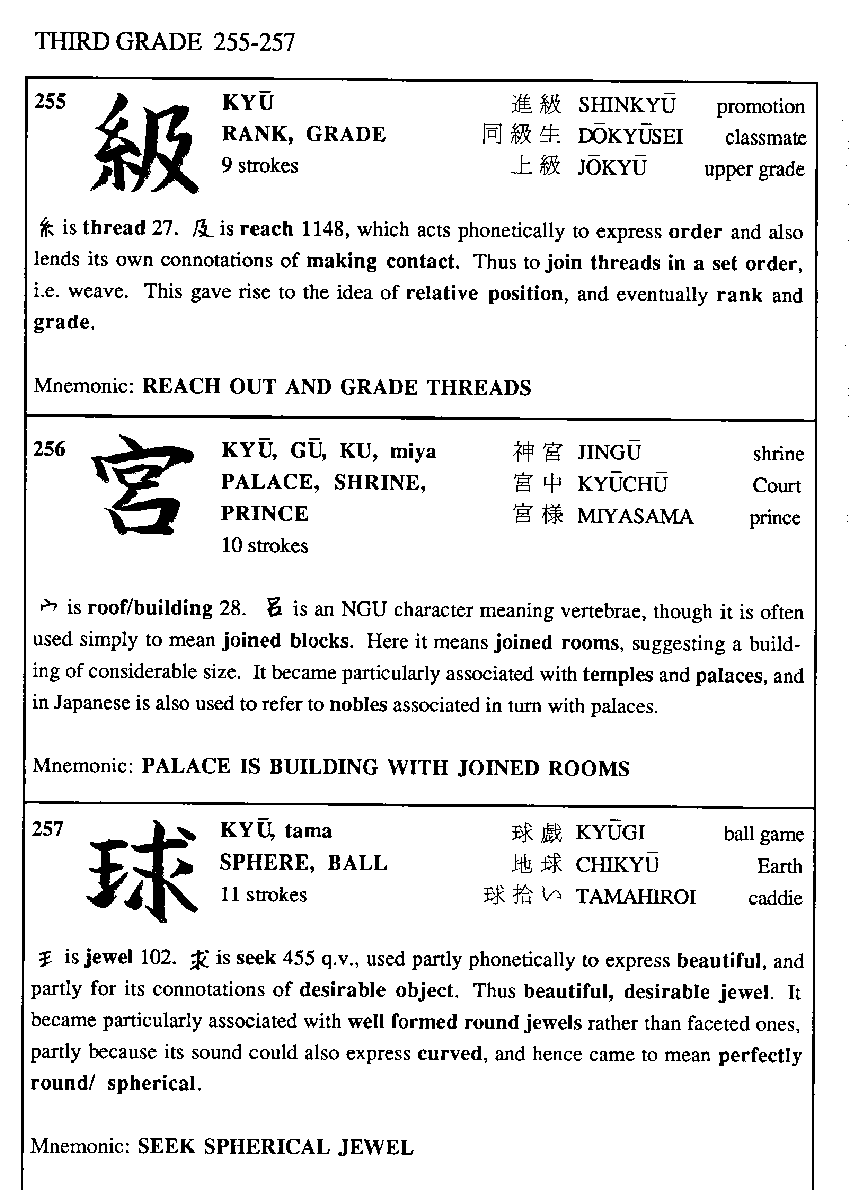 THIRD GRADE 255-257
255 級 KYŪ 進級 SHINKYŪ promotion
RANK, GRADE 同級生 DŌKYŪSEI classmate
9 strokes 上級 JŌKYŪ upper grade
糸 is thread 27. 及 is reach 1148, which acts phonetically to express order and also
lends its own connotations of making contact. Thus to join threads in a set order,
i.e. weave. This gave rise to the idea of relative position, and eventually rank and
grade.
Mnemonic: REACH OUT AND GRADE THREADS
256 宮 KYŪ, GŪ, KU, miya 神宮 JINGŪ shrine
PALACE, SHRINE, 宮中 KYŪCHŪ Court
PRINCE 宮様 MIYASAMA prince
10 strokes
宀 is roof/building 28. 呂 is an NGU character meaning vertebrae, though it is often
used simply to mean joined blocks. Here it means joined rooms, suggesting a build-
ing of considerable size. It became particularly associated with temples and palaces, and
in Japanese is also used to refer to nobles associated in turn with palaces.
Mnemonic: PALACE IS BUILDING WITH JOINED ROOMS
257 球 KYŪ, tama 球戯 KYŪGI ball game
SPHERE, BALL 地球 CHIKYŪ Earth
11 strokes 球拾い TAMAHIROI caddie
王 is jewel 102. 求 is seek 455 q.v., used partly phonetically to express beautiful, and
partly for its connotations of desirable object. Thus beautiful, desirable jewel. It
became particularly associated with well formed round jewels rather than faceted ones,
partly because its sound could also express curved, and hence came to mean perfectly
round/ spherical.
Mnemonic: SEEK SPHERICAL JEWEL